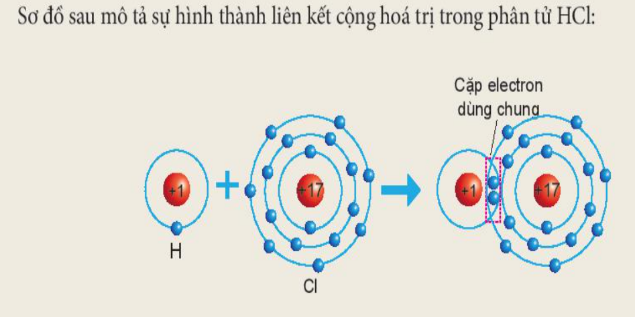 Sơ đồ sau mô tả sự hình thành liên kết cộng hoá trị trong phân tử HCl:
Cặp electron
dùng chung
+1
+17
+1
+17
H
Cl